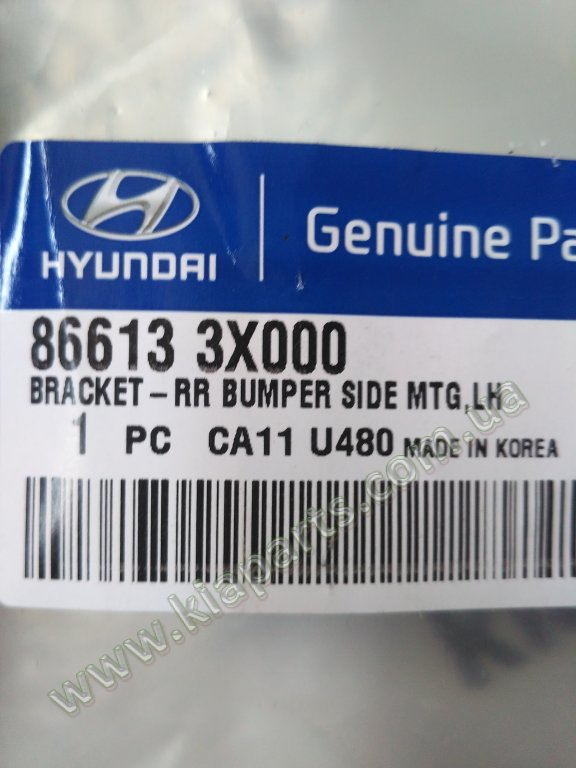 HYUNDAI
Genuine Pa
86613 3X000
BRACKET-RR BUMPER SIDE MTG,LH
1 PC CA11 U480 MADE IN KOREA
www.kiaparts.com.ua